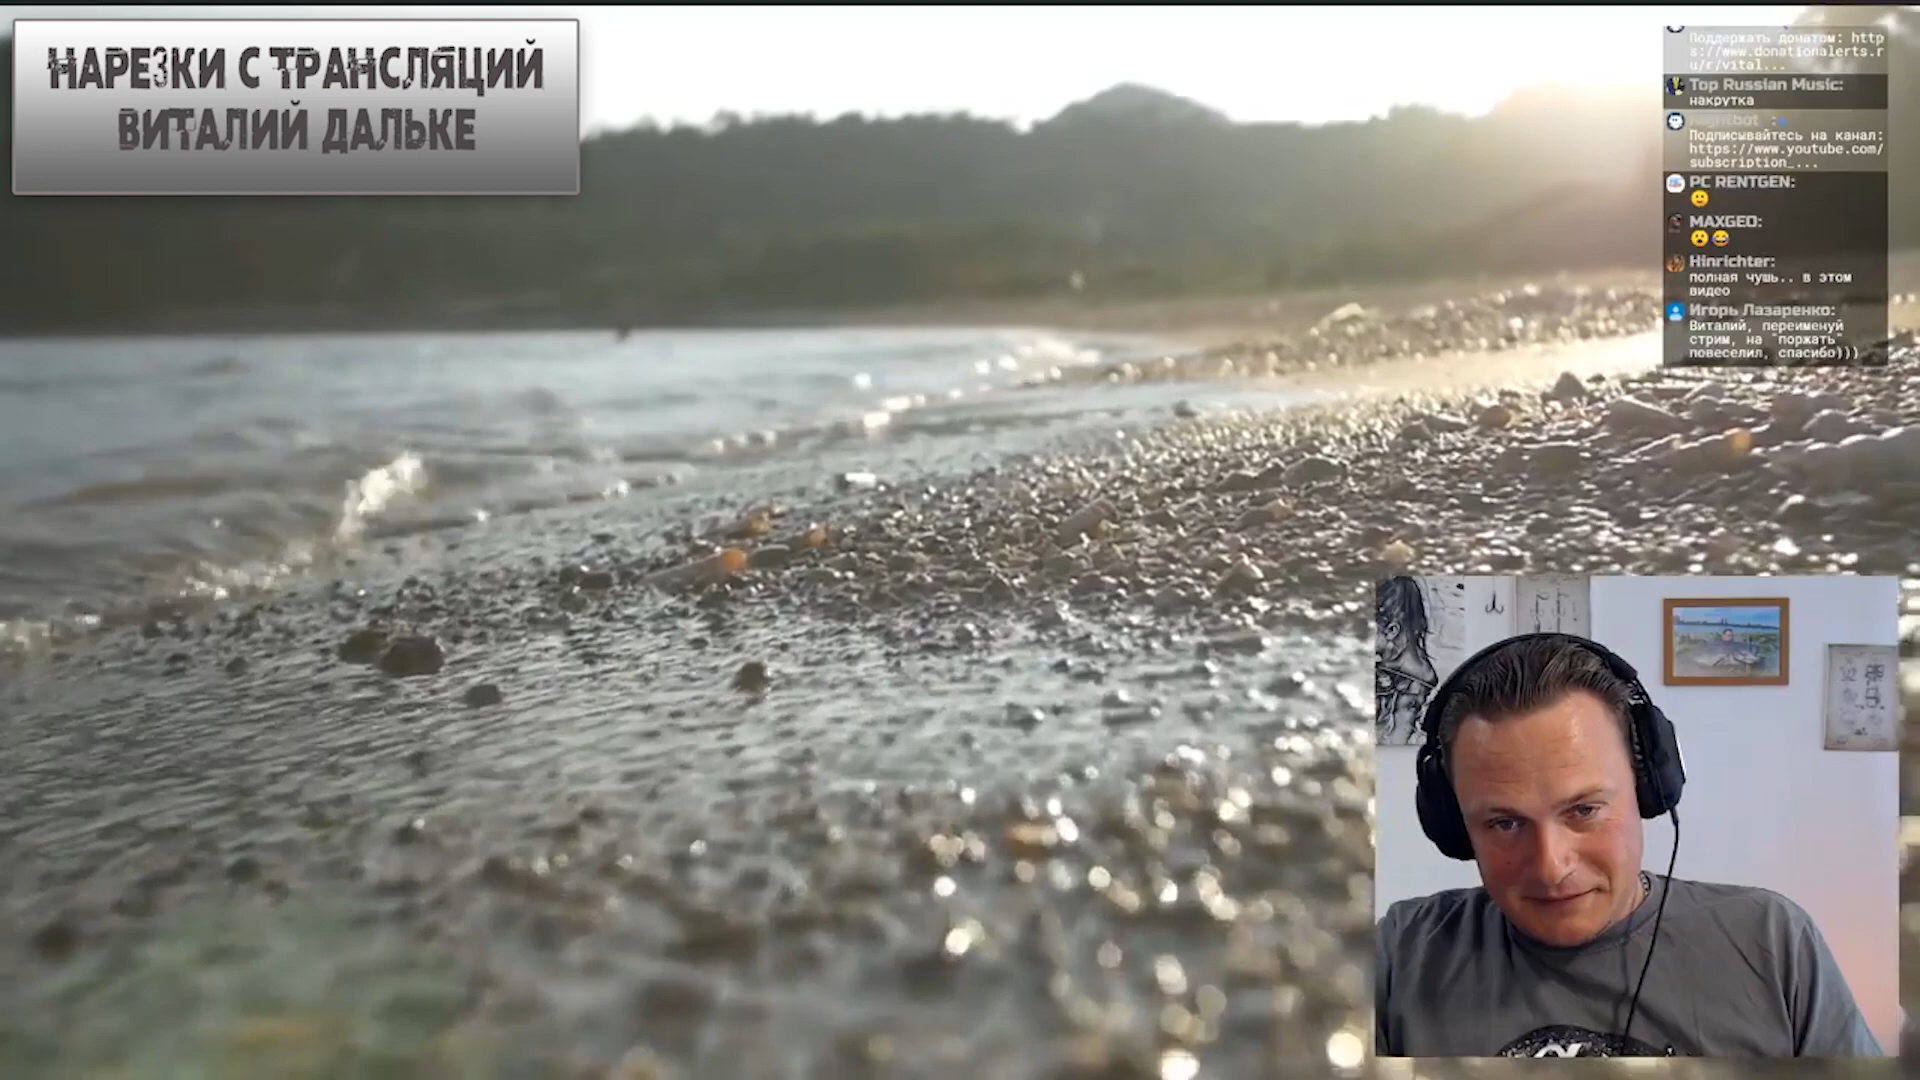 НАРЕЗКИ С ТРАНСЛЯЦИЙ
ВИТАЛИЙ ДАЛЬКЕ
Поддержать донатом: http
s://www.donationalerts.r
u/r/vital...
Top Russian Music:
накрутка
Nightbot :
Подписывайтесь на канал:
https://www.youtube.com/
subscription_...
PC RENTGEN:
🙂
MAXGEO:
😮😂
Hinrichter:
полная чушь.. в этом
видео
Игорь Лазаренко:
Виталий, переименуй
стрим, на "поржать"
повеселил, спасибо)))